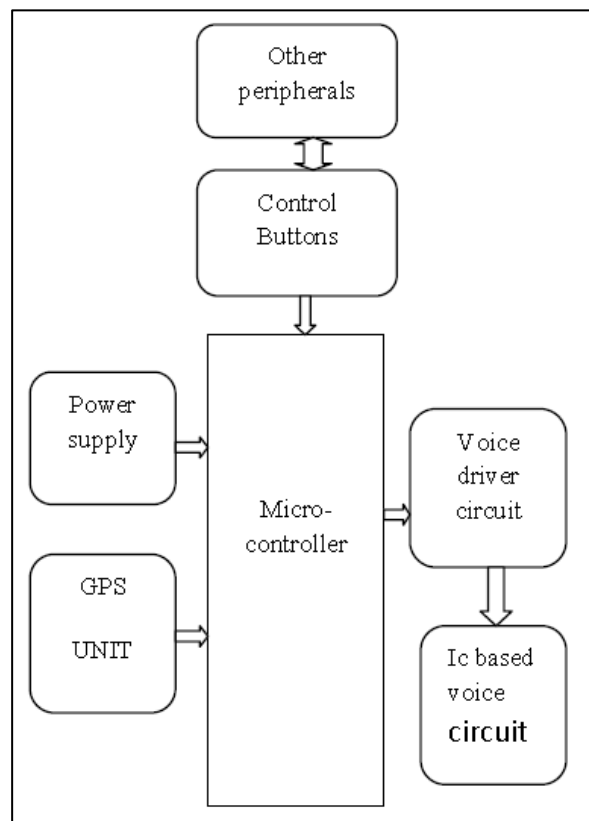 Other
peripherals
Control
Buttons
Power
supply
GPS
UNIT
Micro-
controller
Voice
driver
circuit
Ic based
voice
circuit